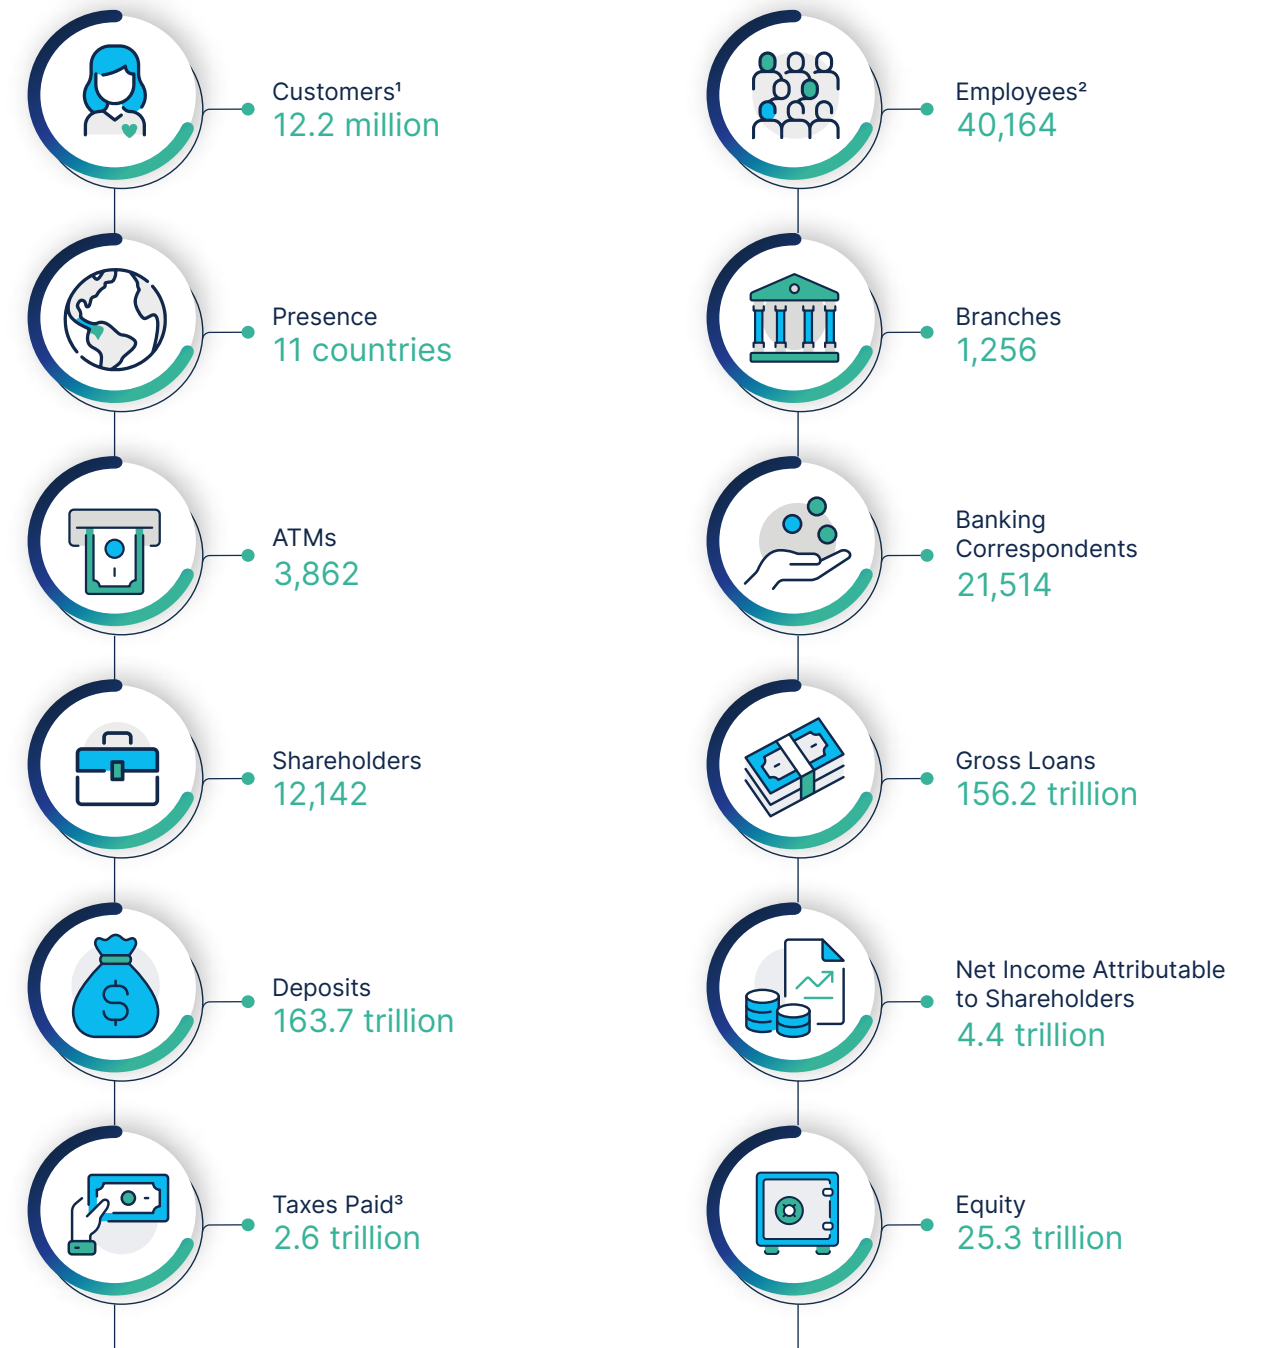 Customers¹
12.2 million
Employees²
40,164
Presence
11 countries
Branches
1,256
ATMs
3,862
Banking
Correspondents
21,514
Shareholders
12,142
Gross Loans
156.2 trillion
$
Deposits
163.7 trillion
Net Income Attributable
to Shareholders
4.4 trillion
Taxes Paid³
2.6 trillion
Equity
25.3 trillion